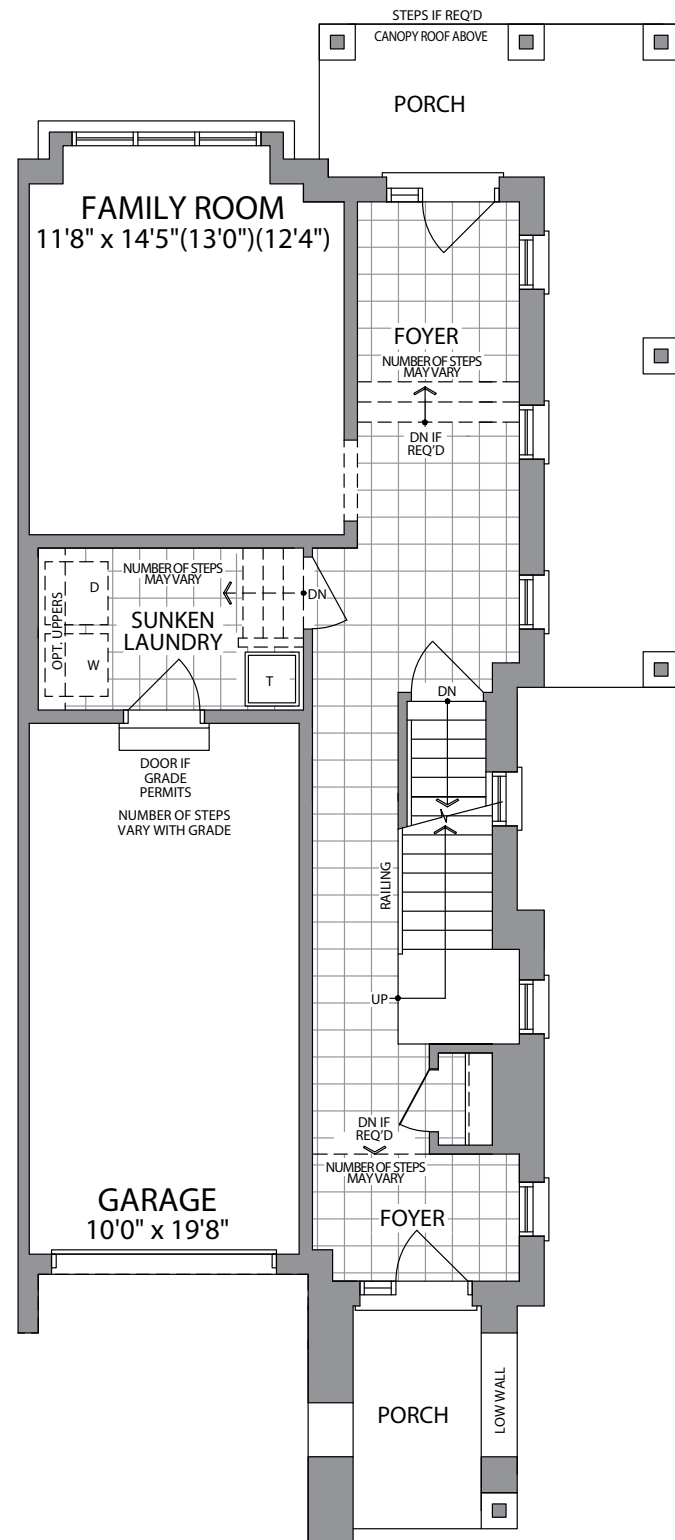 STEPS IF REQ'D
CANOPY ROOF ABOVE
PORCH
FAMILY ROOM
11'8" x 14'5"(13'0")(12'4")
FOYER
NUMBER OF STEPS
MAY VARY
DN IF
REQ'D
NUMBER OF STEPS
MAY VARY
DN
OPT. UPPERS
D
W
SUNKEN
LAUNDRY
T
DN
DOOR IF
GRADE
PERMITS
NUMBER OF STEPS
VARY WITH GRADE
RAILING
UP
DN IF
REQ'D
NUMBER OF STEPS
MAY VARY
FOYER
GARAGE
10'0" x 19'8"
PORCH
LOW WALL